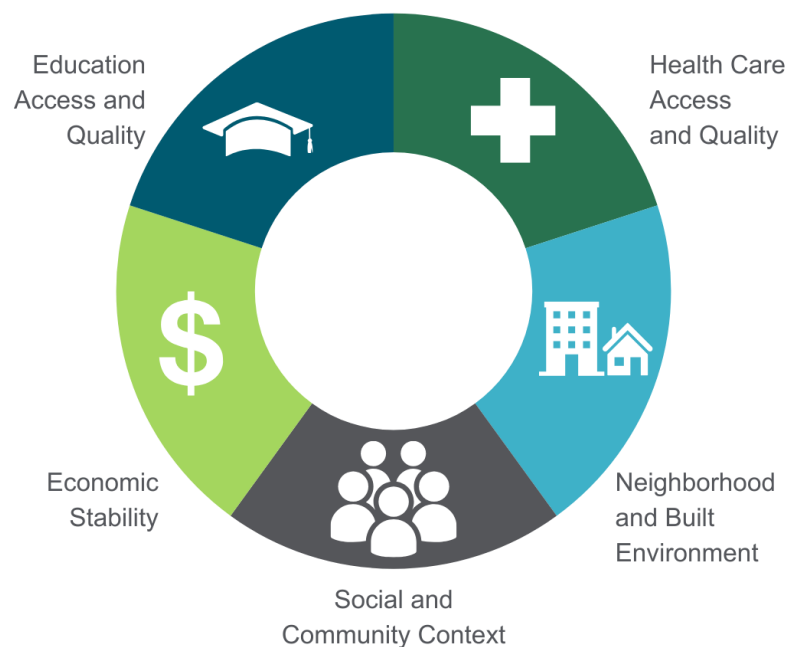 Education
Access and
Quality
Health Care
Access
and Quality
$
Economic
Stability
Neighborhood
and Built
Environment
Social and
Community Context